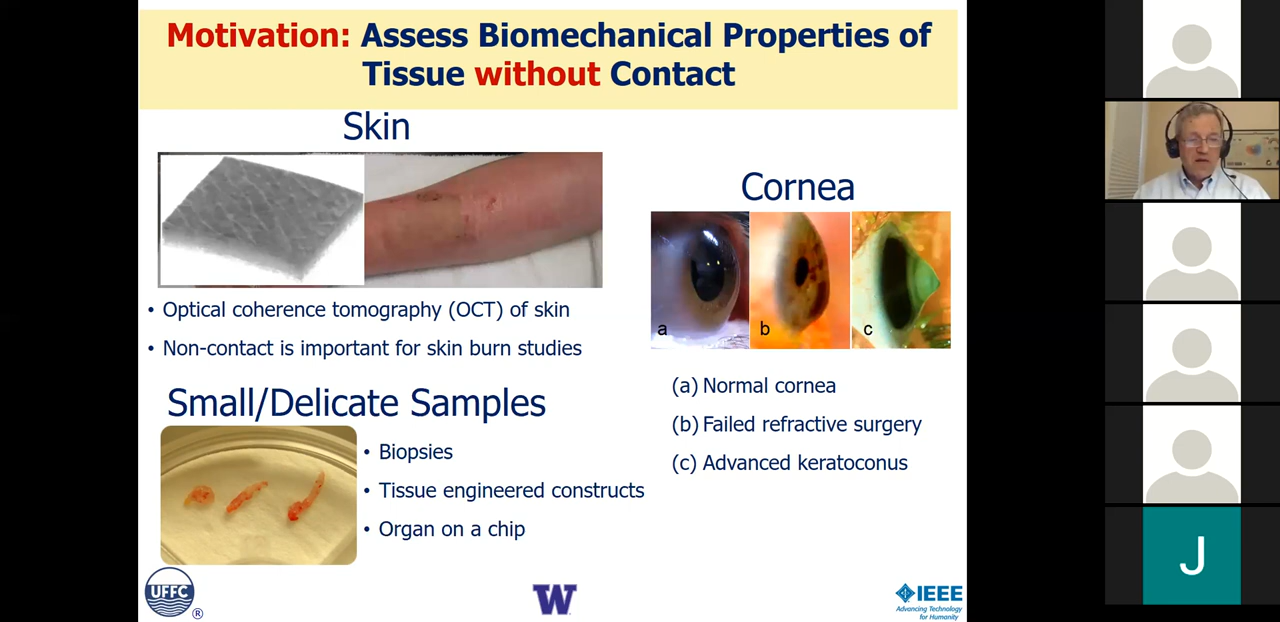 Motivation: Assess Biomechanical Properties of
Tissue without Contact
Skin
• Optical coherence tomography (OCT) of skin
• Non-contact is important for skin burn studies
Small/Delicate Samples
• Biopsies
• Tissue engineered constructs
• Organ on a chip
Cornea
a
b
c
(a) Normal cornea
(b) Failed refractive surgery
(c) Advanced keratoconus
UFFC
®
W
IEEE
Advancing Technology
for Humanity
J